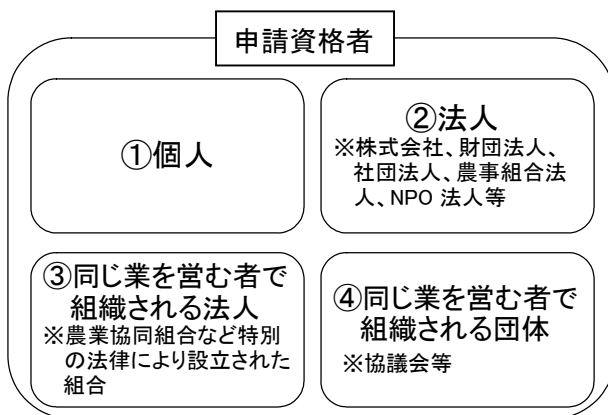 申請資格者
①個人
②法人
※株式会社、財団法人、
社団法人、農事組合法
人、NPO 法人等
③同じ業を営む者で
組織される法人
※農業協同組合など特別
の法律により設立された
組合
④同じ業を営む者で
組織される団体
※協議会等